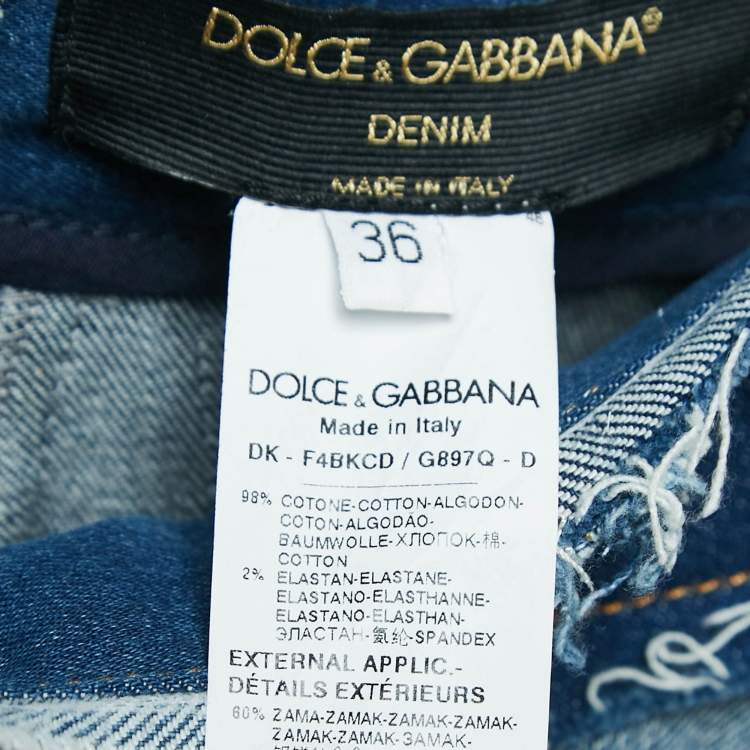 DOLCE & GABBANA®
DENIM
MADE IN ITALY
36
DOLCE & GABBANA
Made in Italy
DK - F4BKCD / G897Q - D
98% COTONE-COTTON-ALGODON-
COTON-ALGODÃO-
BAUMWOLLE-ХЛОПОК-棉-
COTTON
2% ELASTAN-ELASTANE-
ELASTANO-ELASTHANNE-
ELASTANO-ELASTHAN-
ЭЛАСТАН-氨纶-SPANDEX
EXTERNAL APPLIC.-
DÉTAILS EXTÉRIEURS
60% ZAMA-ZAMAK-ZAMAK-ZAMAK-
ZAMAK-ZAMAK-ЗАМАК-